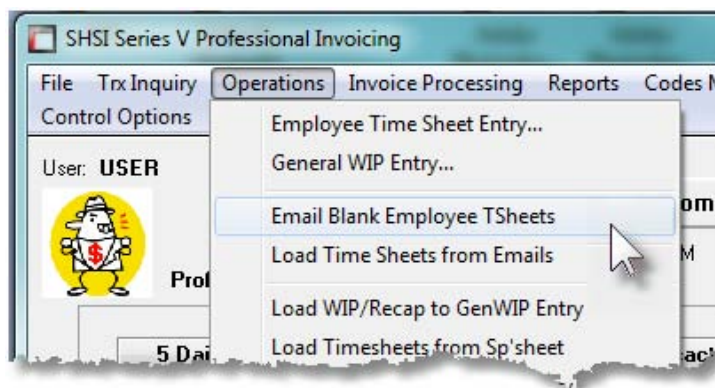 SHSI Series V Professional Invoicing
File Trx Inquiry Operations Invoice Processing Reports Codes
Control Options
Employee Time Sheet Entry...
General WIP Entry...
User: USER
Email Blank Employee TSheets
Load Time Sheets from Emails
M
$
Load WIP/Recap to GenWIP Entry
5
Load Timesheets from Sp'sheet